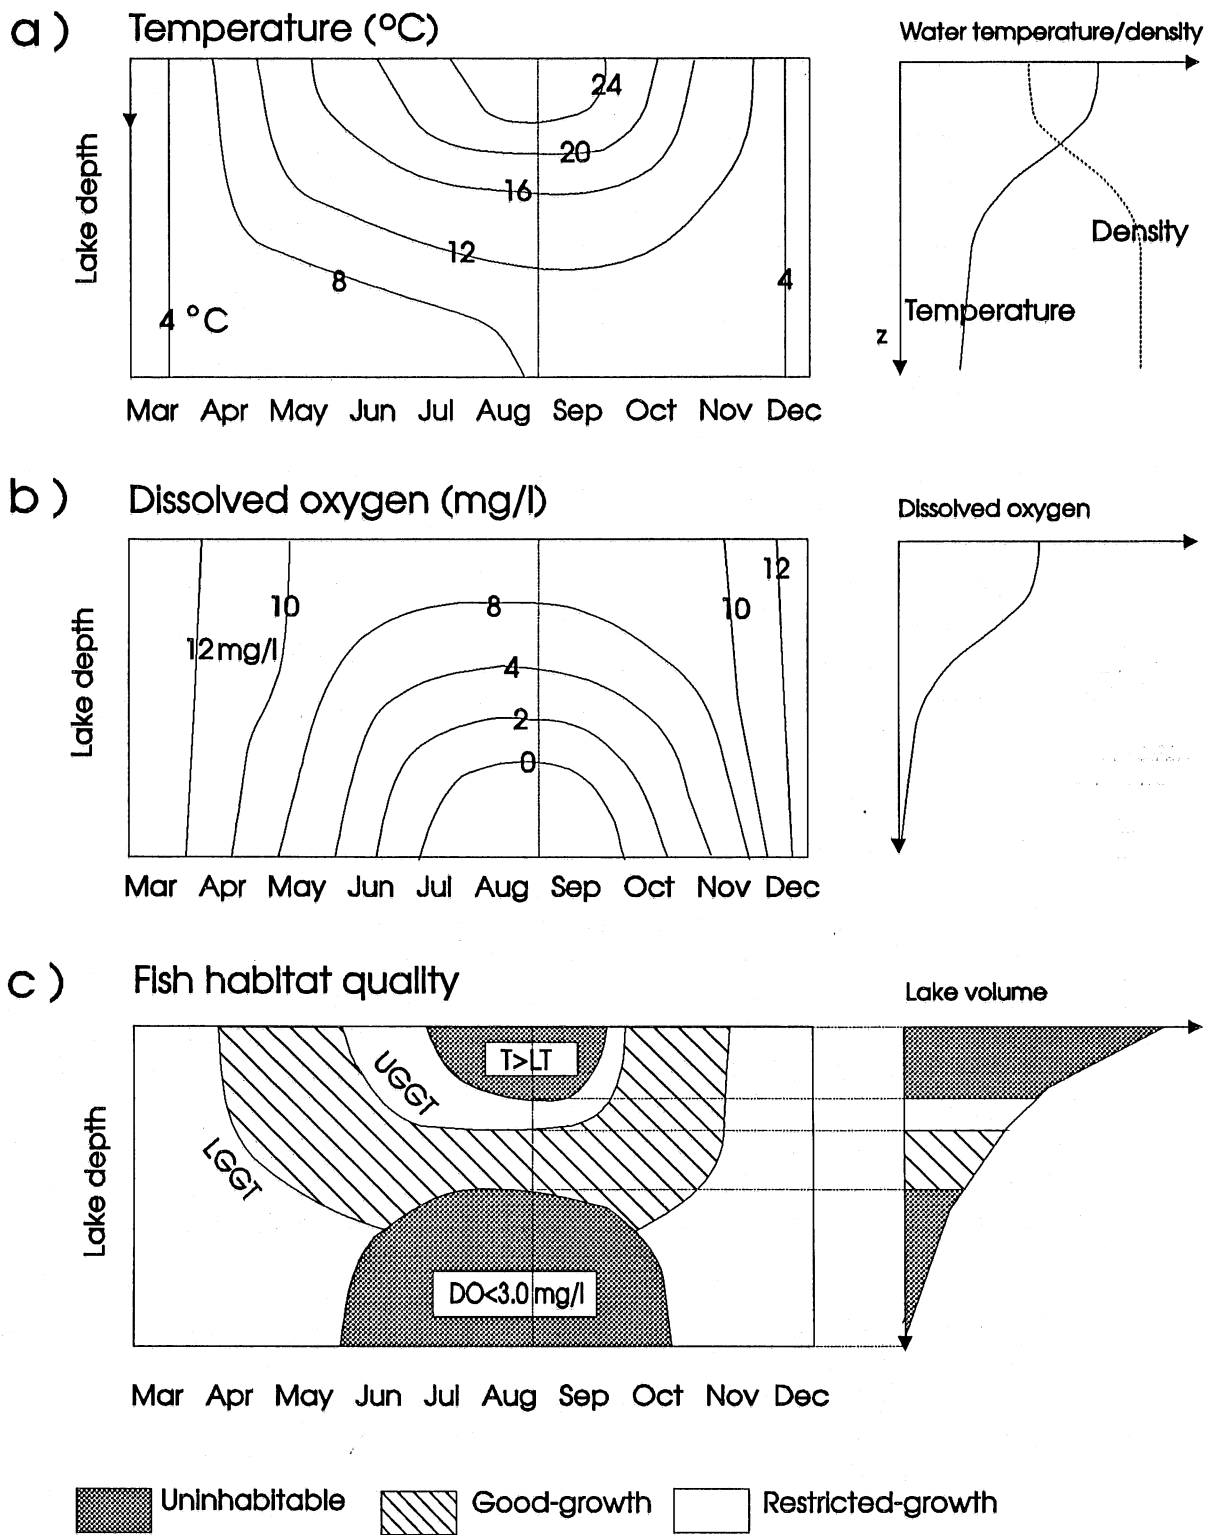 a)
Temperature (°C)
Water temperature/density
Lake depth
24
20
16
12
8
4
4 °C
Density
Temperature
z
Mar Apr May Jun Jul Aug Sep Oct Nov Dec
b)
Dissolved oxygen (mg/l)
Dissolved oxygen
Lake depth
12
10
8
10
12mg/l
4
2
0
Mar Apr May Jun Jul Aug Sep Oct Nov Dec
c)
Fish habitat quality
Lake volume
Lake depth
T>LT
UGGT
LGGT
DO<3.0 mg/l
Mar Apr May Jun Jul Aug Sep Oct Nov Dec
Uninhabitable
Good-growth
Restricted-growth